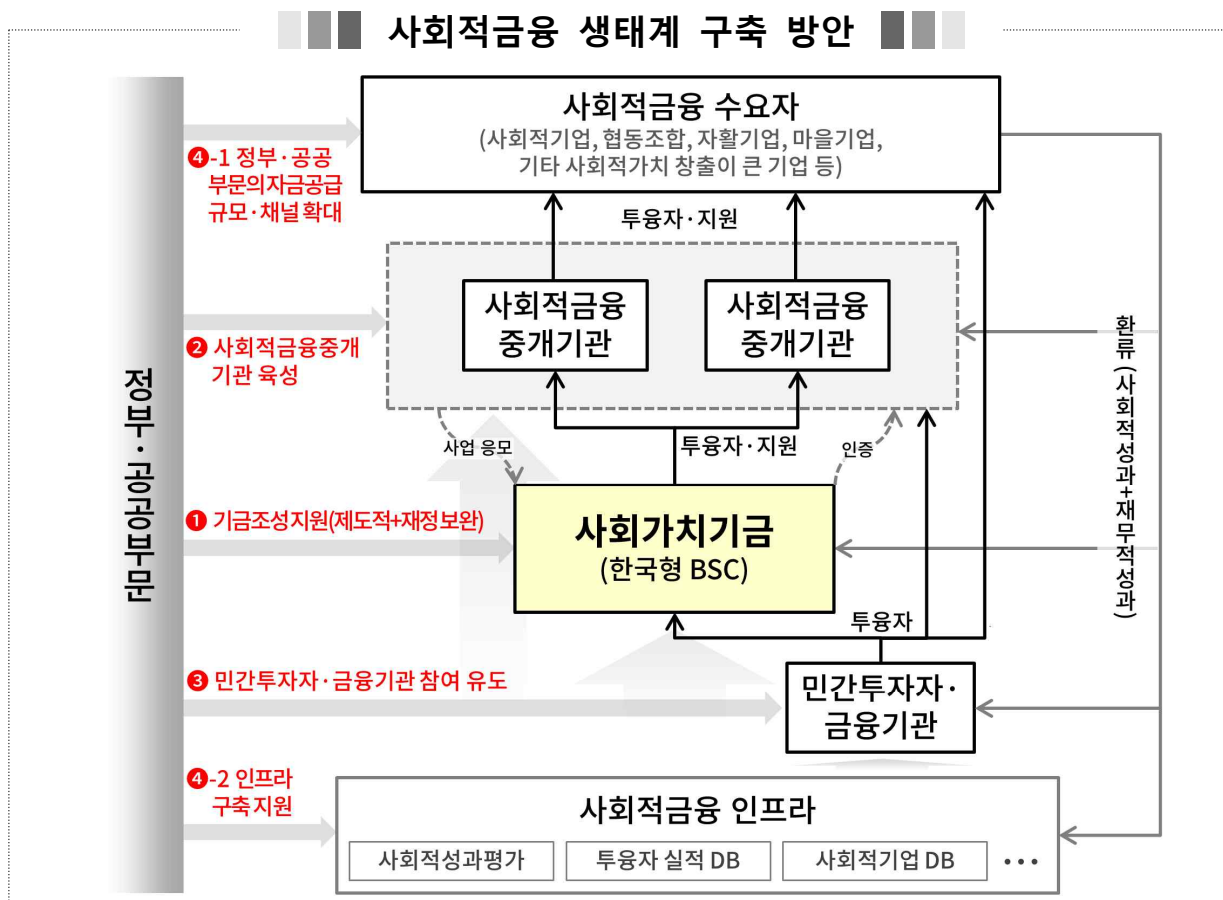 사회적금융 생태계 구축 방안
사회적금융 수요자
(사회적기업, 협동조합, 자활기업, 마을기업,
기타 사회적가치 창출이 큰 기업 등)
❹-1 정부·공공
부문의자금공급
규모·채널 확대
투융자·지원
사회적금융
중개기관
사회적금융
중개기관
❷ 사회적금융중개
기관 육성
환류 (사회적성과+재무적성과)
정부·공공부문
사업 응모
투융자·지원
인증
❶ 기금조성지원(제도적+재정보완)
사회가치기금
(한국형 BSC)
투융자
❸ 민간투자자·금융기관 참여 유도
민간투자자·
금융기관
❹-2 인프라
구축지원
사회적금융 인프라
사회적성과평가
투융자 실적 DB
사회적기업 DB
···